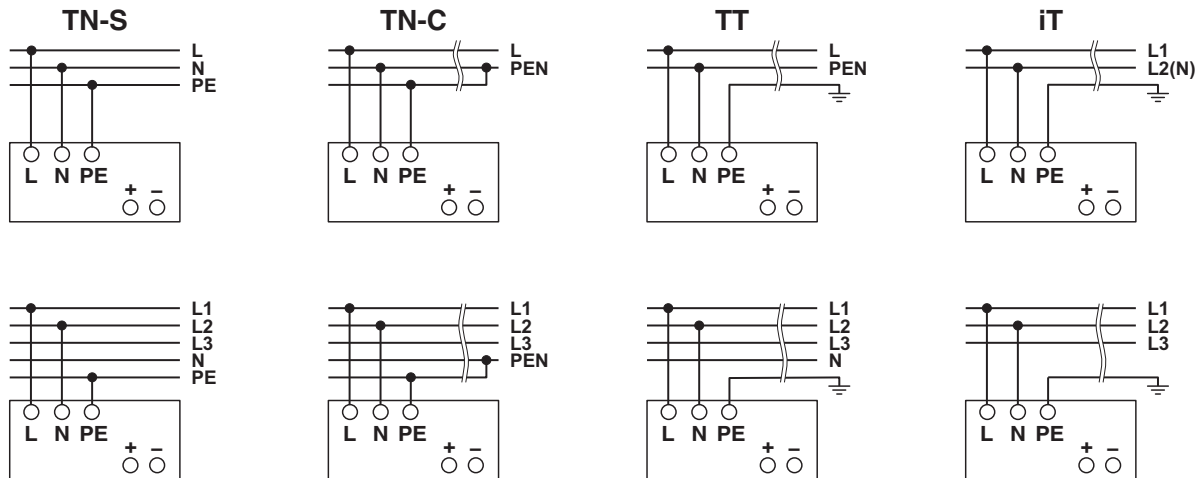 TN-S
TN-C
TT
iT
L
N
PE
L N PE
+ –
L
PEN
L N PE
+ –
L
PEN
L N PE
+ –
L1
L2(N)
L N PE
+ –
L1
L2
L3
N
PE
L N PE
+ –
L1
L2
L3
PEN
L N PE
+ –
L1
L2
L3
N
L N PE
+ –
L1
L2
L3
L N PE
+ –